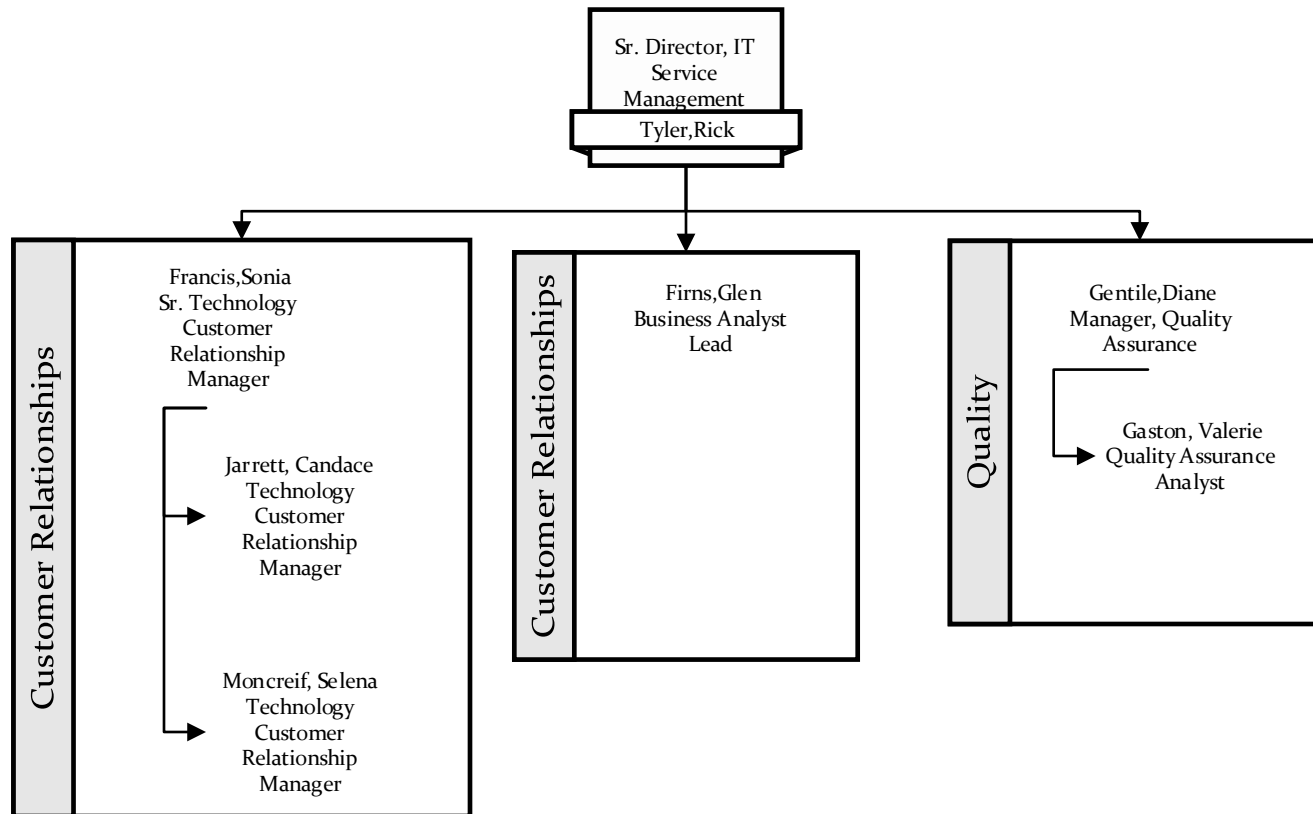 Sr. Director, IT
Service
Management
Tyler,Rick
Customer Relationships
Francis,Sonia
Sr. Technology
Customer
Relationship
Manager
Jarrett, Candace
Technology
Customer
Relationship
Manager
Moncreif, Selena
Technology
Customer
Relationship
Manager
Customer Relationships
Firns,Glen
Business Analyst
Lead
Quality
Gentile,Diane
Manager, Quality
Assurance
Gaston, Valerie
Quality Assurance
Analyst